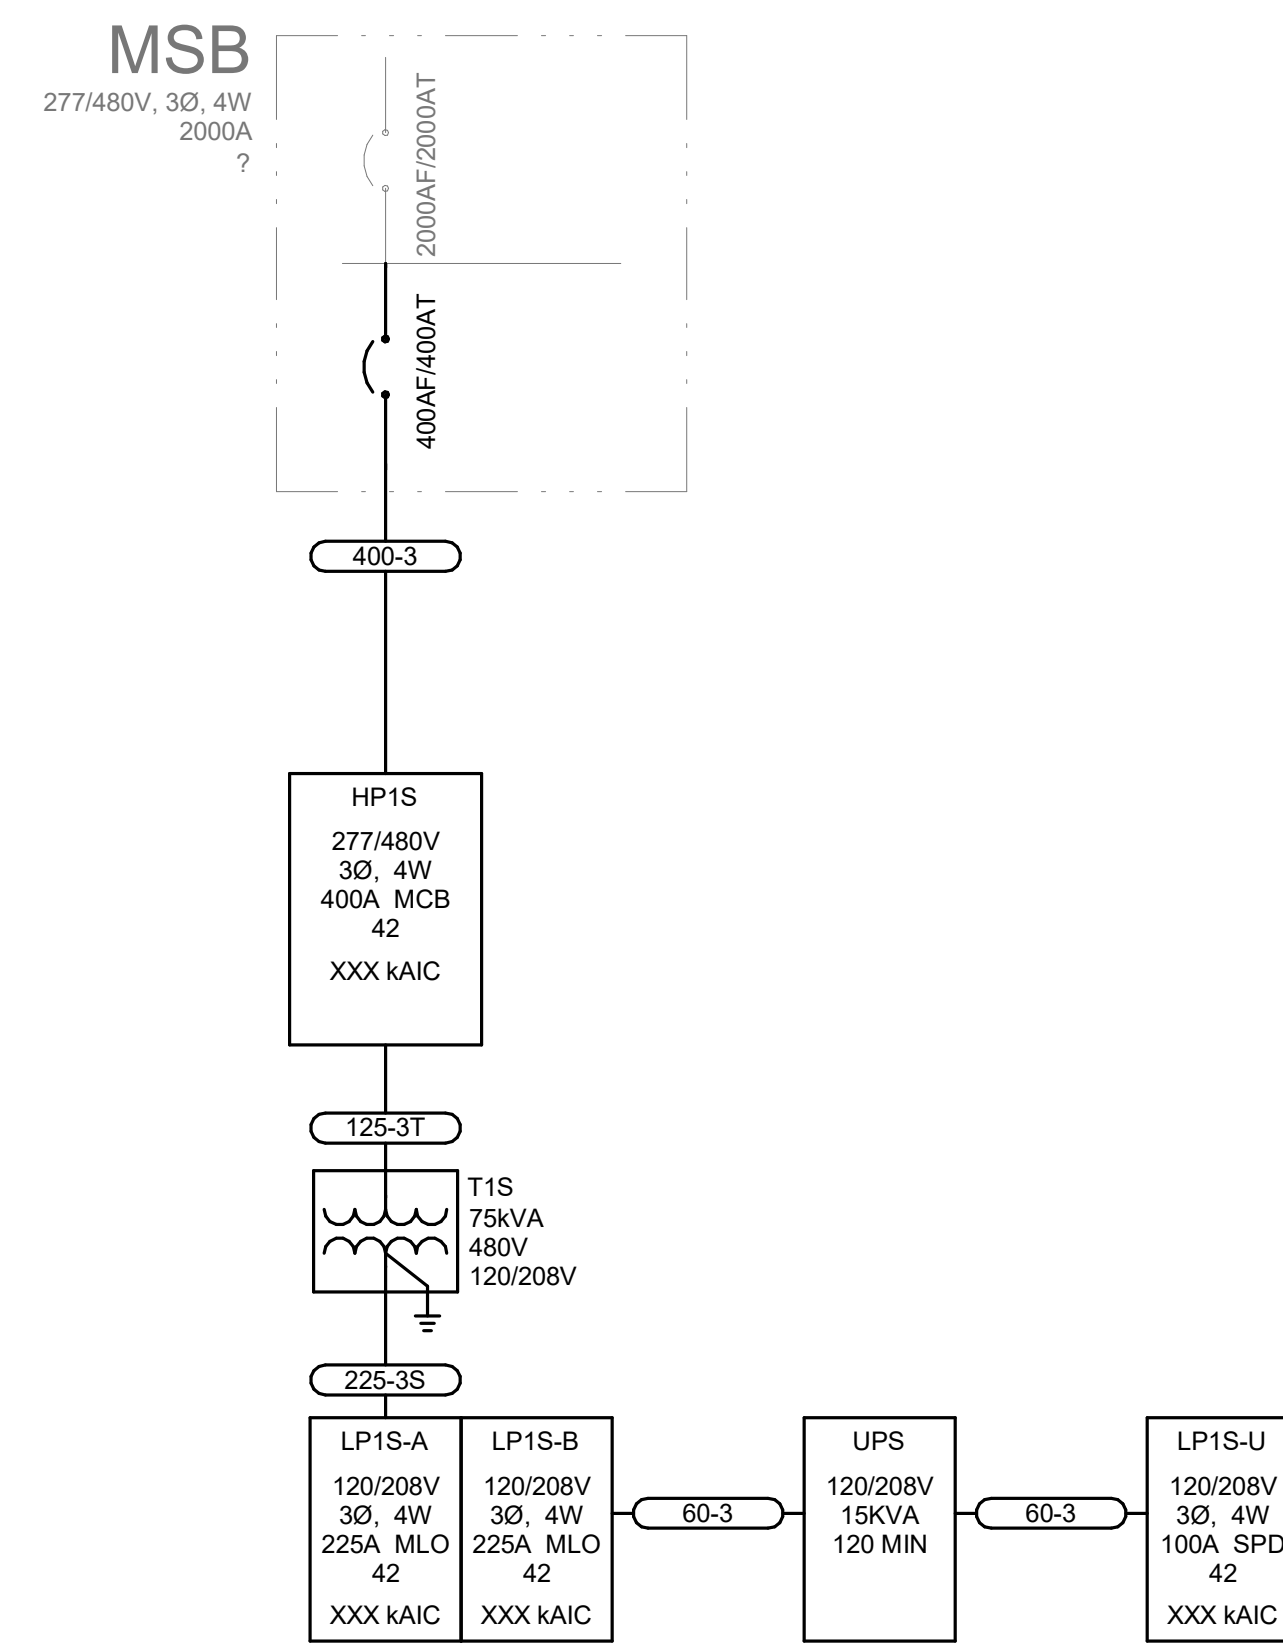 MSB
277/480V, 3Ø, 4W
2000A
?
2000AF/2000AT
400AF/400AT
400-3
HP1S
277/480V
3Ø, 4W
400A MCB
42
XXX kAIC
125-3T
T1S
75kVA
480V
120/208V
225-3S
LP1S-A
120/208V
3Ø, 4W
225A MLO
42
XXX kAIC
LP1S-B
120/208V
3Ø, 4W
225A MLO
42
XXX kAIC
60-3
UPS
120/208V
15KVA
120 MIN
60-3
LP1S-U
120/208V
3Ø, 4W
100A SPD
42
XXX kAIC